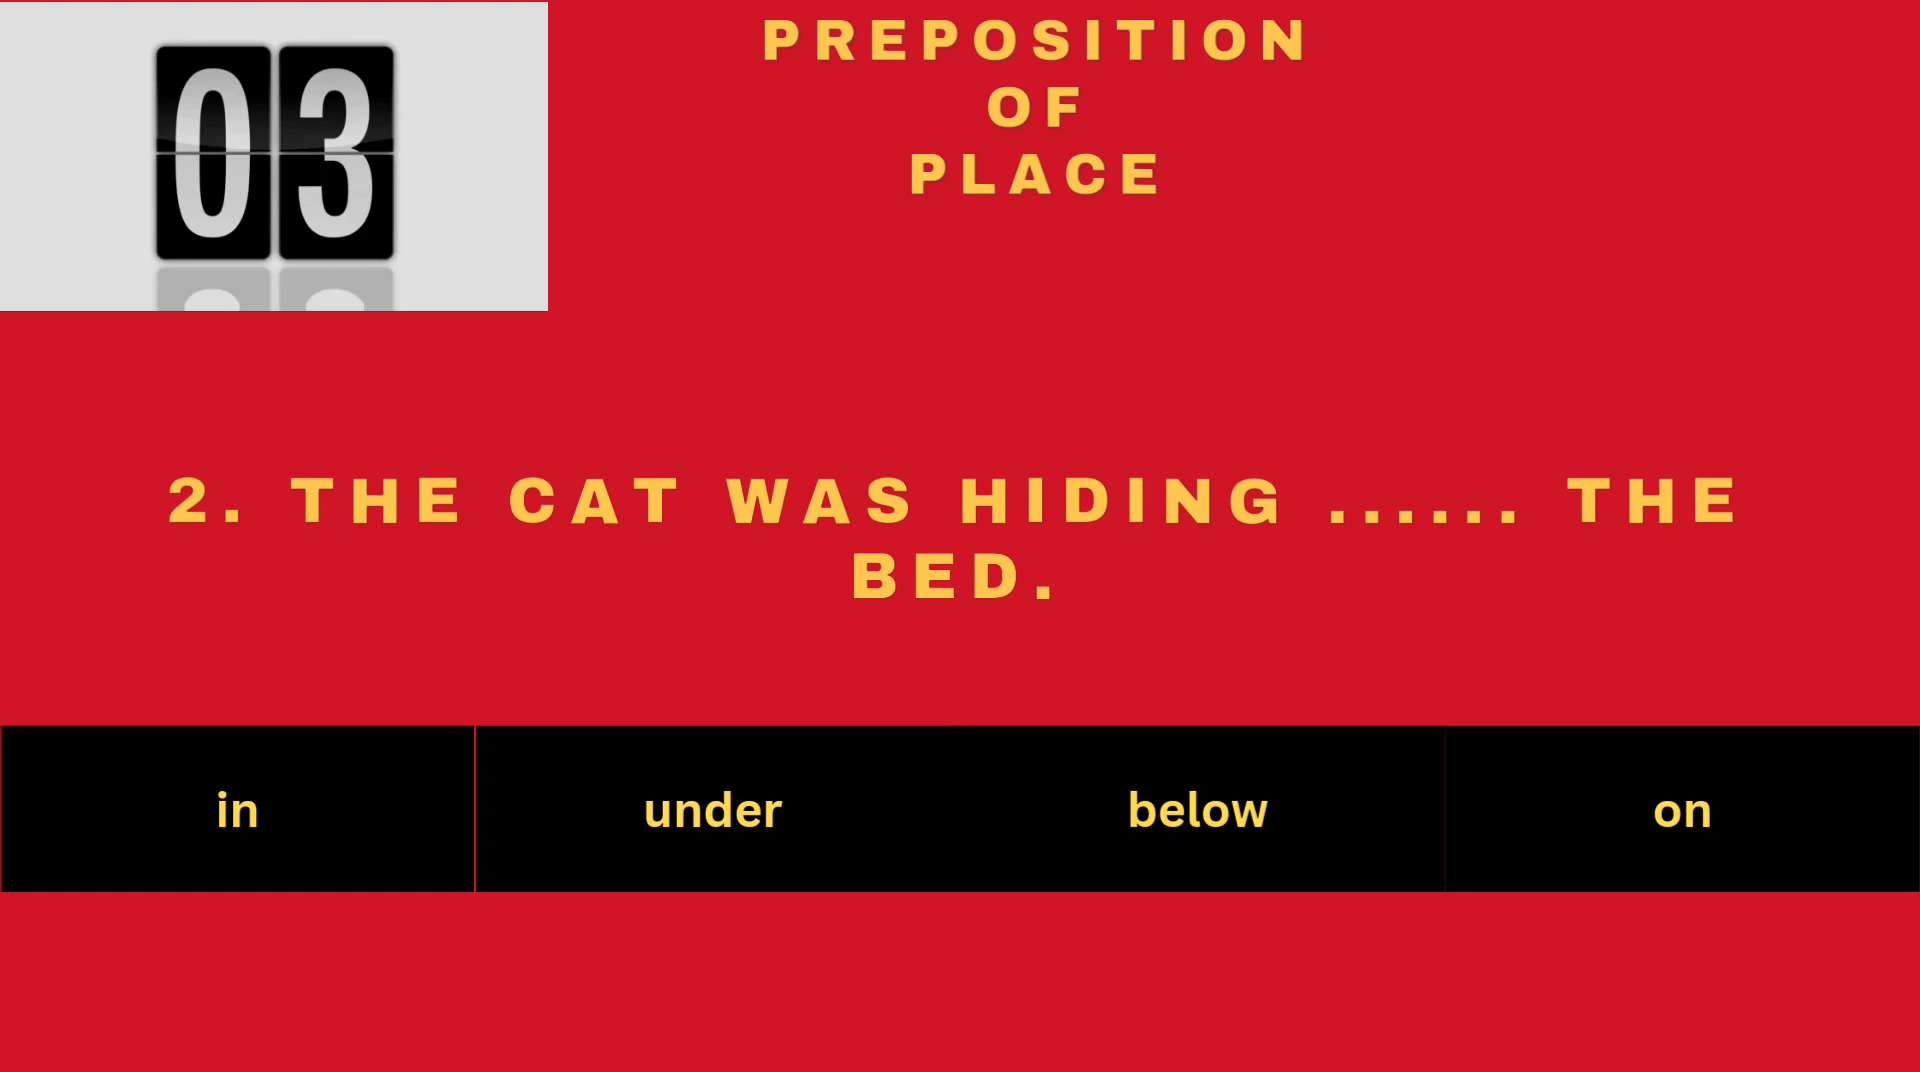 03
PREPOSITION
OF
PLACE
2. THE CAT WAS HIDING ...... THE
BED.
in under below on